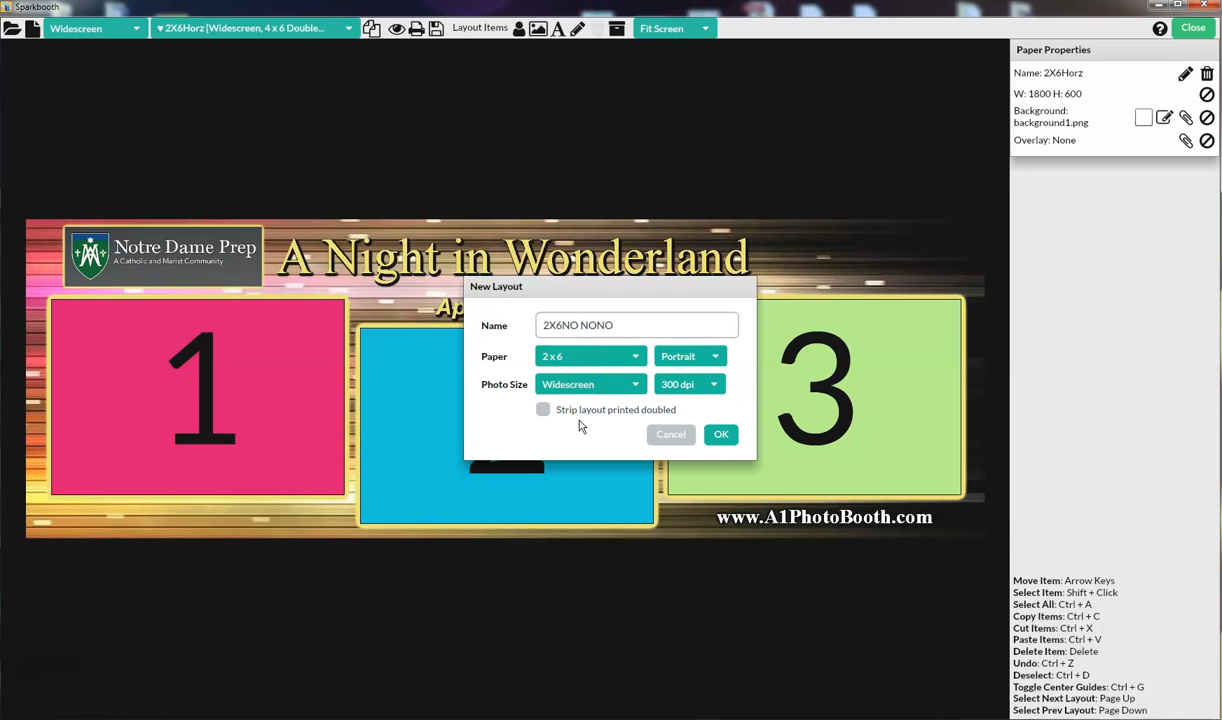 Sparkbooth
Widescreen
♥ 2X6Horz [Widescreen, 4 x 6 Double...
Layout Items
A
Fit Screen
?
Close
Paper Properties
Name: 2X6Horz
W: 1800 H: 600
Background:
background1.png
Overlay: None
Notre Dame Prep
A Catholic and Marist Community
A Night in Wonderland
Ap
1
3
www.A1PhotoBooth.com
New Layout
Name
2X6NO NONO
Paper
2 x 6
Portrait
Photo Size
Widescreen
300 dpi
Strip layout printed doubled
Cancel
OK
Move Item: Arrow Keys
Select Item: Shift + Click
Select All: Ctrl + A
Copy Items: Ctrl + C
Cut Items: Ctrl + X
Paste Items: Ctrl + V
Delete Item: Delete
Undo: Ctrl + Z
Deselect: Ctrl + D
Toggle Center Guides: Ctrl + G
Select Next Layout: Page Up
Select Prev Layout: Page Down